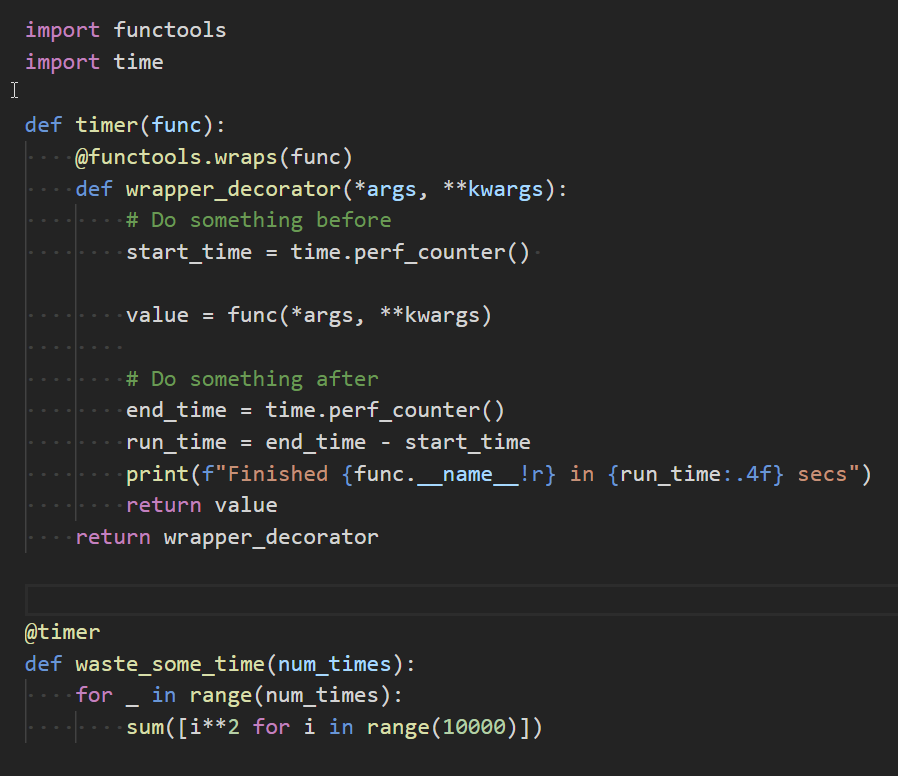 import functools
import time
def timer(func):
    @functools.wraps(func)
    def wrapper_decorator(*args, **kwargs):
        # Do something before
        start_time = time.perf_counter()
        value = func(*args, **kwargs)
        # Do something after
        end_time = time.perf_counter()
        run_time = end_time - start_time
        print(f"Finished {func.__name__!r} in {run_time:.4f} secs")
        return value
    return wrapper_decorator
@timer
def waste_some_time(num_times):
    for _ in range(num_times):
        sum([i**2 for i in range(10000)])